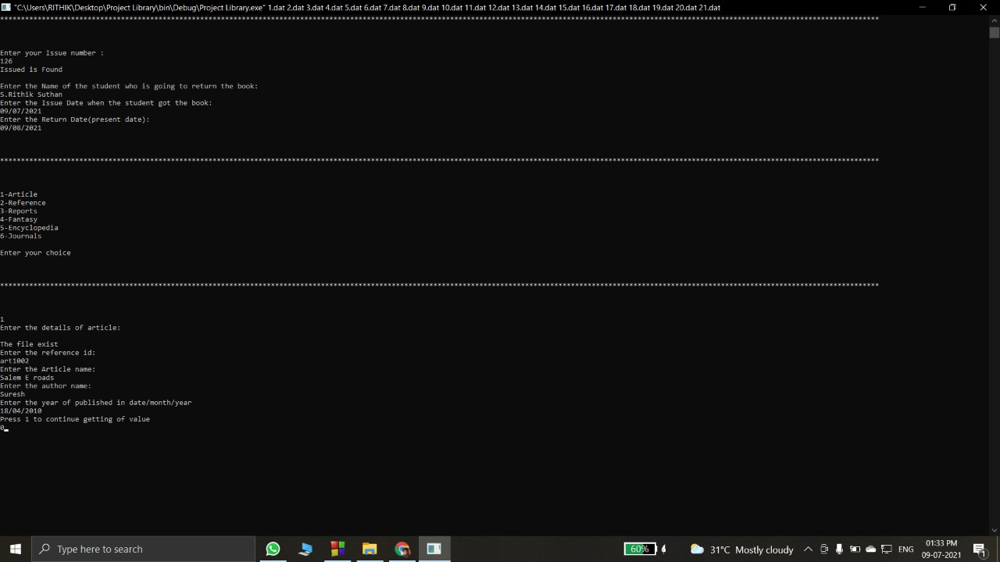 "C:\Users\RITHIK\Desktop\Project Library\bin\Debug\Project Library.exe" 1.dat 2.dat 3.dat 4.dat 5.dat 6.dat 7.dat 8.dat 9.dat 10.dat 11.dat 12.dat 13.dat 14.dat 15.dat 16.dat 17.dat 18.dat 19.dat 20.dat 21.dat
Enter your Issue number :
126
Issued is Found
Enter the Name of the student who is going to return the book:
S.Rithik Suthan
Enter the Issue Date when the student got the book:
09/07/2021
Enter the Return Date(present date):
09/08/2021
1-Article
2-Reference
3-Reports
4-Fantasy
5-Encyclopedia
6-Journals
Enter your choice
1
Enter the details of article:
The file exist
Enter the reference id:
art1002
Enter the Article name:
Salem E roads
Enter the author name:
Suresh
Enter the year of published in date/month/year
18/04/2010
Press 1 to continue getting of value
0
Type here to search
60%
31°C Mostly cloudy
ENG
01:33 PM
09-07-2021
1